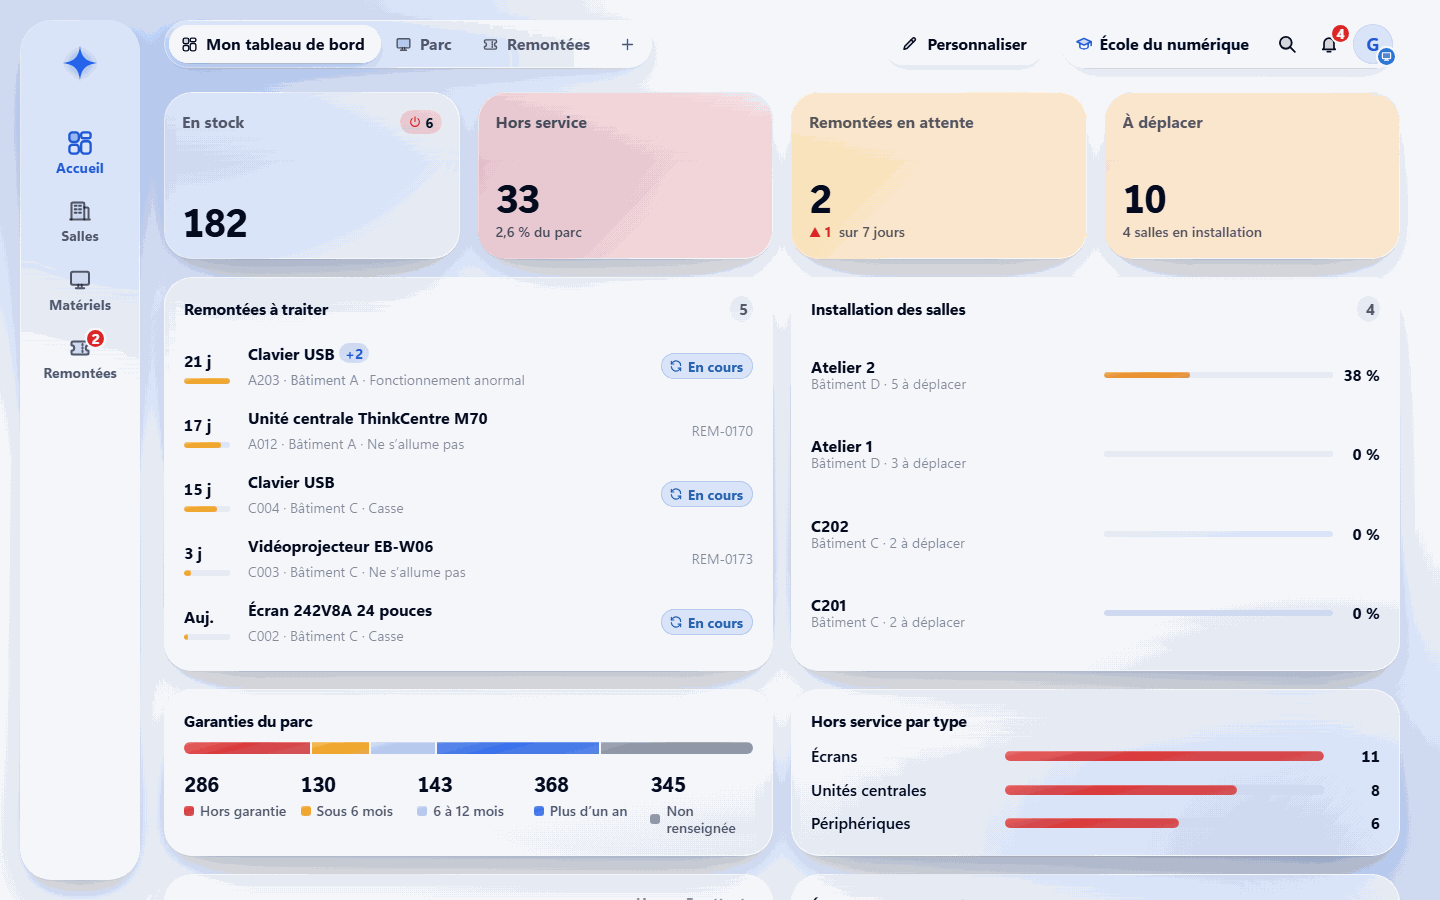 Mon tableau de bord
Parc
Remontées
Personnaliser
École du numérique
4
G
Accueil
Salles
Matériels
2
Remontées
En stock
6
182
Hors service
33
2,6 % du parc
Remontées en attente
2
1 sur 7 jours
À déplacer
10
4 salles en installation
Remontées à traiter
5
21 j
Clavier USB +2
A203 · Bâtiment A · Fonctionnement anormal
En cours
17 j
Unité centrale ThinkCentre M70
A012 · Bâtiment A · Ne s'allume pas
REM-0170
15 j
Clavier USB
C004 · Bâtiment C · Casse
En cours
3 j
Vidéoprojecteur EB-W06
C003 · Bâtiment C · Ne s'allume pas
REM-0173
Auj.
Écran 242V8A 24 pouces
C002 · Bâtiment C · Casse
En cours
Installation des salles
4
Atelier 2
Bâtiment D · 5 à déplacer
38 %
Atelier 1
Bâtiment D · 3 à déplacer
0 %
C202
Bâtiment C · 2 à déplacer
0 %
C201
Bâtiment C · 2 à déplacer
0 %
Garanties du parc
286
Hors garantie
130
Sous 6 mois
143
6 à 12 mois
368
Plus d'un an
345
Non
renseignée
Hors service par type
Écrans
11
Unités centrales
8
Périphériques
6